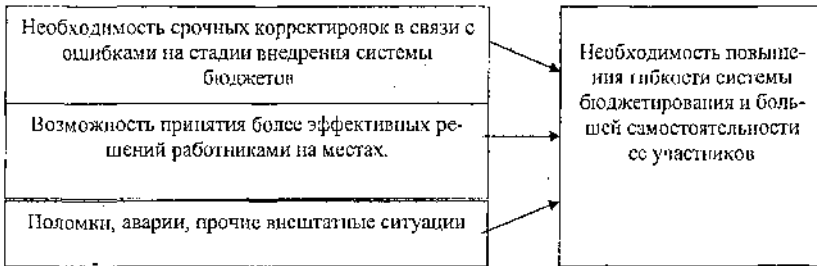 Необходимость срочных корректировок в связи с
ошибками на стадии внедрения системы
бюджетов
Возможность принятия более эффективных ре-
шений работниками на местах.
Поломки, аварии, прочие внештатные ситуации
Необходимость повыше-
ния гибкости системы
бюджетирования и боль-
шей самостоятельности
ее участников